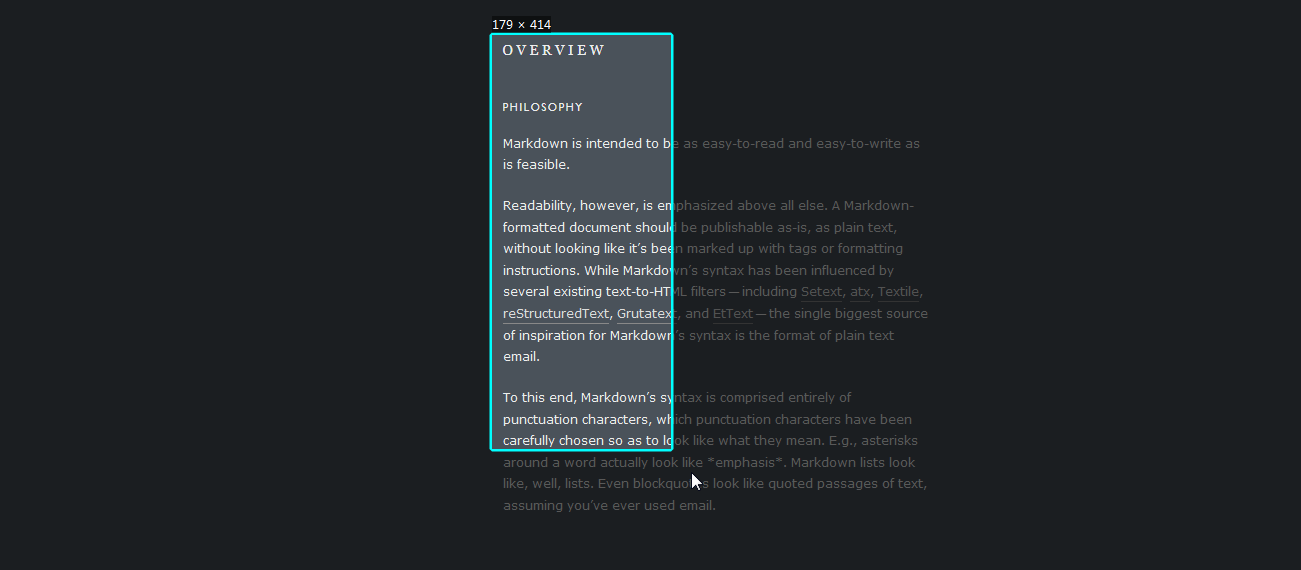 179 × 414
OVERVIEW
PHILOSOPHY
Markdown is intended to be as easy-to-read and easy-to-write as
is feasible.
Readability, however, is emphasized above all else. A Markdown-
formatted document should be publishable as-is, as plain text,
without looking like it’s been marked up with tags or formatting
instructions. While Markdown’s syntax has been influenced by
several existing text-to-HTML filters — including Setext, atx, Textile,
reStructuredText, Grutatext, and EtText — the single biggest source
of inspiration for Markdown’s syntax is the format of plain text
email.
To this end, Markdown’s syntax is comprised entirely of
punctuation characters, which punctuation characters have been
carefully chosen so as to look like what they mean. E.g., asterisks
around a word actually look like *emphasis*. Markdown lists look
like, well, lists. Even blockquotes look like quoted passages of text,
assuming you’ve ever used email.